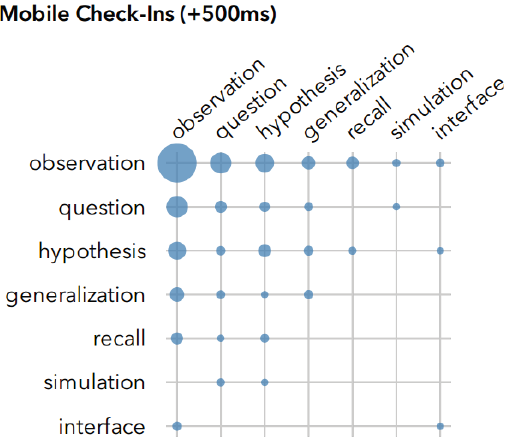 Mobile Check-Ins (+500ms)
observation
question
hypothesis
generalization
recall
simulation
interface
observation
question
hypothesis
generalization
recall
simulation
interface